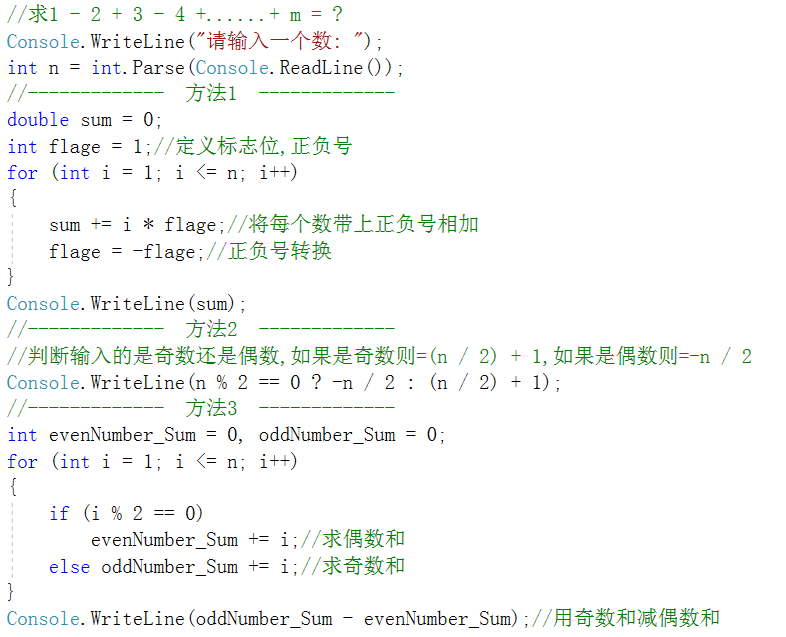 //求1 - 2 + 3 - 4 +......+ m = ?
Console.WriteLine("请输入一个数: ");
int n = int.Parse(Console.ReadLine());
//-------------  方法1  -------------
double sum = 0;
int flage = 1;//定义标志位,正负号
for (int i = 1; i <= n; i++)
{
    sum += i * flage;//将每个数带上正负号相加
    flage = -flage;//正负号转换
}
Console.WriteLine(sum);
//-------------  方法2  -------------
//判断输入的是奇数还是偶数,如果是奇数则=(n / 2) + 1,如果是偶数则=-n / 2
Console.WriteLine(n % 2 == 0 ? -n / 2 : (n / 2) + 1);
//-------------  方法3  -------------
int evenNumber_Sum = 0, oddNumber_Sum = 0;
for (int i = 1; i <= n; i++)
{
    if (i % 2 == 0)
        evenNumber_Sum += i;//求偶数和
    else oddNumber_Sum += i;//求奇数和
}
Console.WriteLine(oddNumber_Sum - evenNumber_Sum);//用奇数和减偶数和